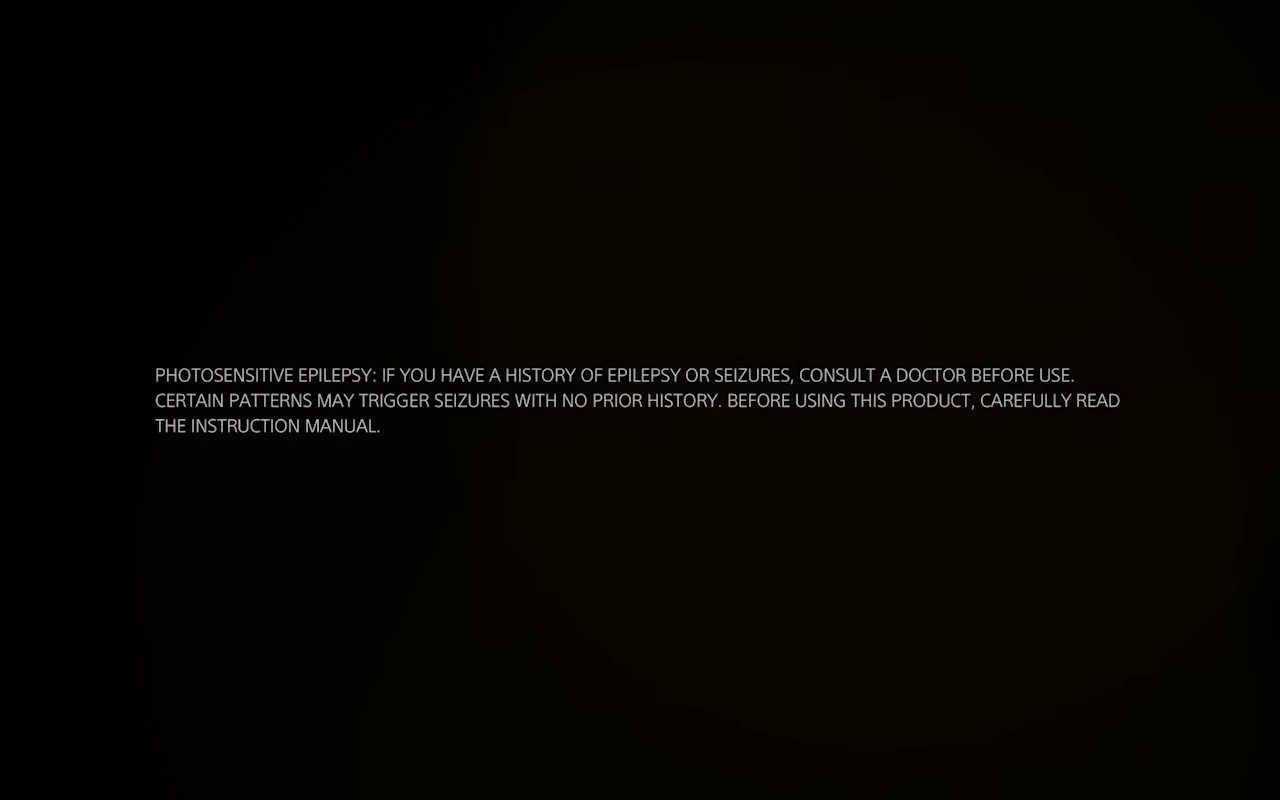 PHOTOSENSITIVE EPILEPSY: IF YOU HAVE A HISTORY OF EPILEPSY OR SEIZURES, CONSULT A DOCTOR BEFORE USE.
CERTAIN PATTERNS MAY TRIGGER SEIZURES WITH NO PRIOR HISTORY. BEFORE USING THIS PRODUCT, CAREFULLY READ
THE INSTRUCTION MANUAL.